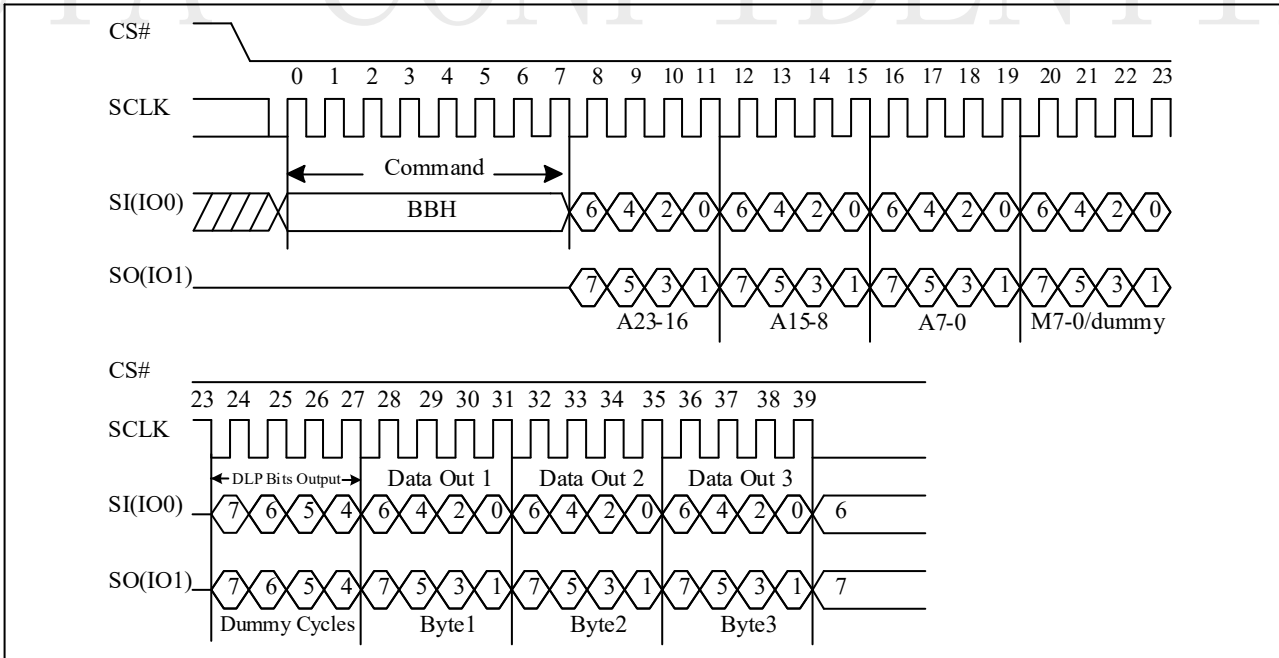 CS#
0 1 2 3 4 5 6 7 8 9 10 11 12 13 14 15 16 17 18 19 20 21 22 23
SCLK
Command
SI(IO0) BBH 6 4 2 0 6 4 2 0 6 4 2 0 6 4 2 0
SO(IO1) 7 5 3 1 7 5 3 1 7 5 3 1 7 5 3 1
A23-16 A15-8 A7-0 M7-0/dummy
CS#
23 24 25 26 27 28 29 30 31 32 33 34 35 36 37 38 39
SCLK
DLP Bits Output Data Out 1 Data Out 2 Data Out 3
SI(IO0) 7 6 5 4 6 4 2 0 6 4 2 0 6 4 2 0 6
SO(IO1) 7 6 5 4 7 5 3 1 7 5 3 1 7 5 3 1 7
Dummy Cycles Byte1 Byte2 Byte3